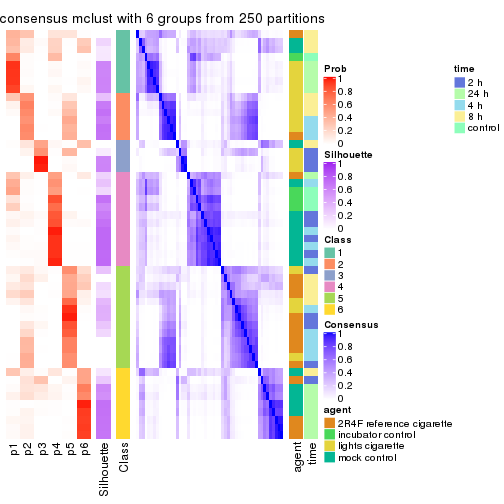 consensus mclust with 6 groups from 250 partitions
Prob
1
0.8
0.6
0.4
0.2
0
Silhouette
1
0.8
0.6
0.4
0.2
0
Class
1
2
3
4
5
6
Consensus
1
0.8
0.6
0.4
0.2
0
agent
2R4F reference cigarette
incubator control
lights cigarette
mock control
time
2 h
24 h
4 h
8 h
control
p1
p2
p3
p4
p5
p6
Silhouette
Class
agent
time